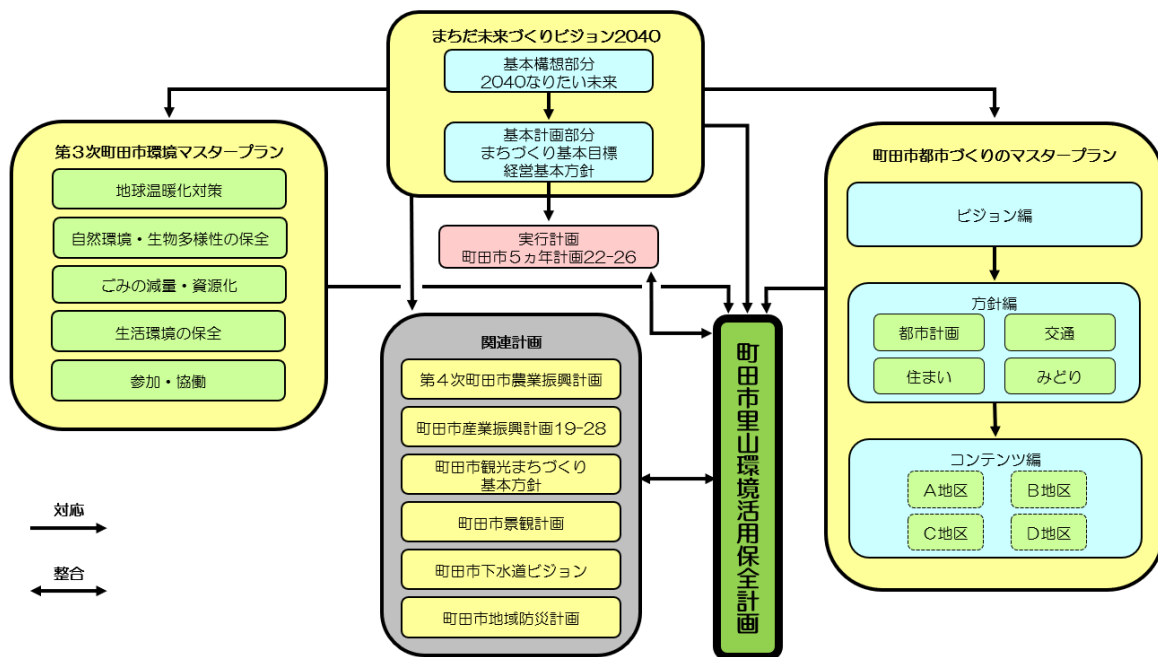 まちだ未来づくりビジョン2040
基本構想部分
2040なりたい未来
基本計画部分
まちづくり基本目標
経営基本方針
実行計画
町田市5ヵ年計画22-26
第3次町田市環境マスタープラン
地球温暖化対策
自然環境・生物多様性の保全
ごみの減量・資源化
生活環境の保全
参加・協働
関連計画
第4次町田市農業振興計画
町田市産業振興計画19-28
町田市観光まちづくり
基本方針
町田市景観計画
町田市下水道ビジョン
町田市地域防災計画
町田市里山環境活用保全計画
町田市都市づくりのマスタープラン
ビジョン編
方針編
都市計画
交通
住まい
みどり
コンテンツ編
A地区
B地区
C地区
D地区
対応
整合